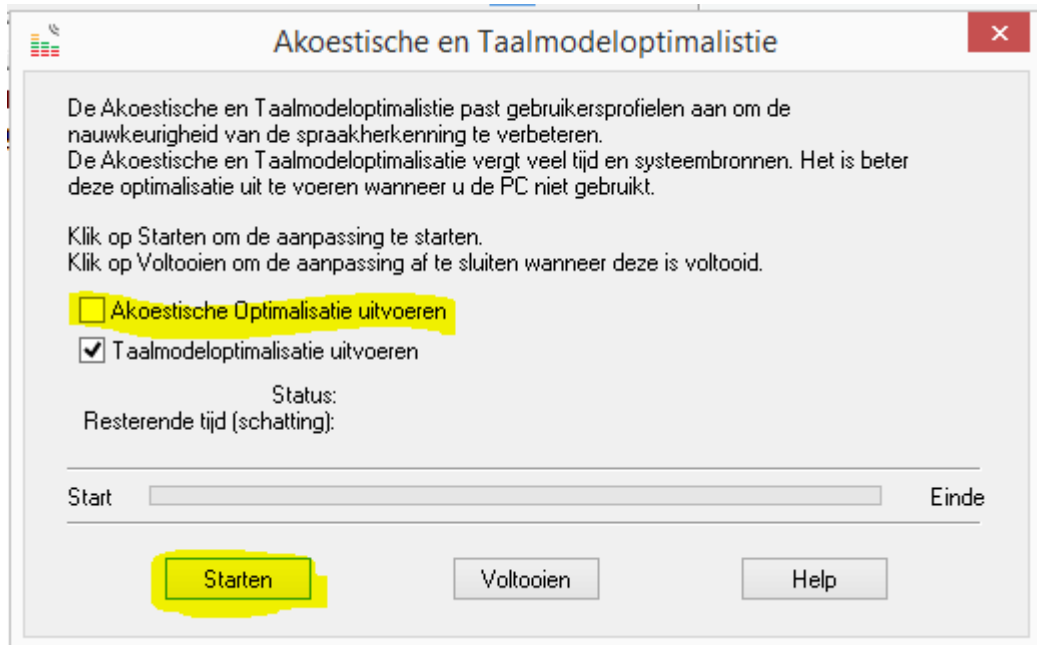 Akoestische en Taalmodeloptimalistie
De Akoestische en Taalmodeloptimalistie past gebruikersprofielen aan om de
nauwkeurigheid van de spraakherkenning te verbeteren.
De Akoestische en Taalmodeloptimalisatie vergt veel tijd en systeembronnen. Het is beter
deze optimalisatie uit te voeren wanneer u de PC niet gebruikt.
Klik op Starten om de aanpassing te starten.
Klik op Voltooien om de aanpassing af te sluiten wanneer deze is voltooid.
Akoestische Optimalisatie uitvoeren
Taalmodeloptimalisatie uitvoeren
Status:
Resterende tijd (schatting):
Start Einde
Starten Voltooien Help